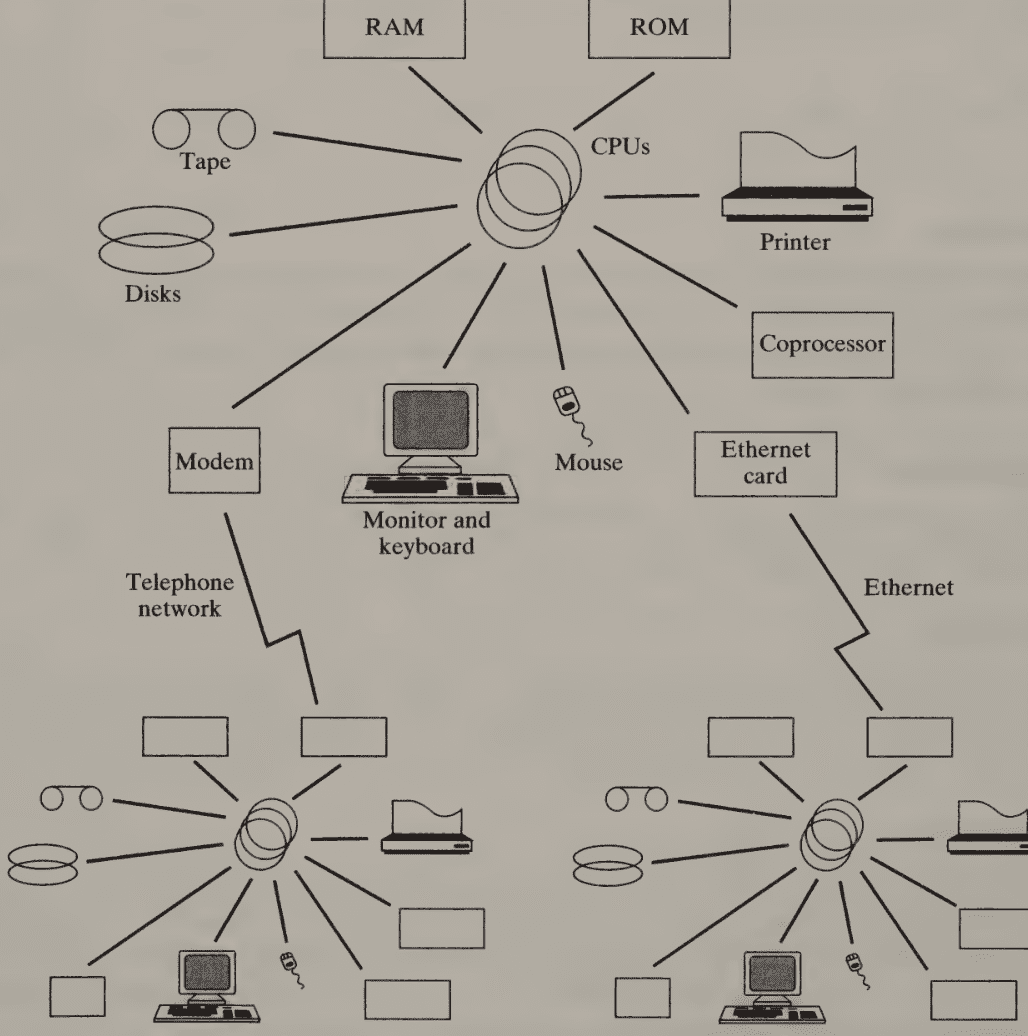 RAM
ROM
CPUs
Tape
Printer
Disks
Coprocessor
Modem
Ethernet
card
Mouse
Monitor and
keyboard
Telephone
network
Ethernet